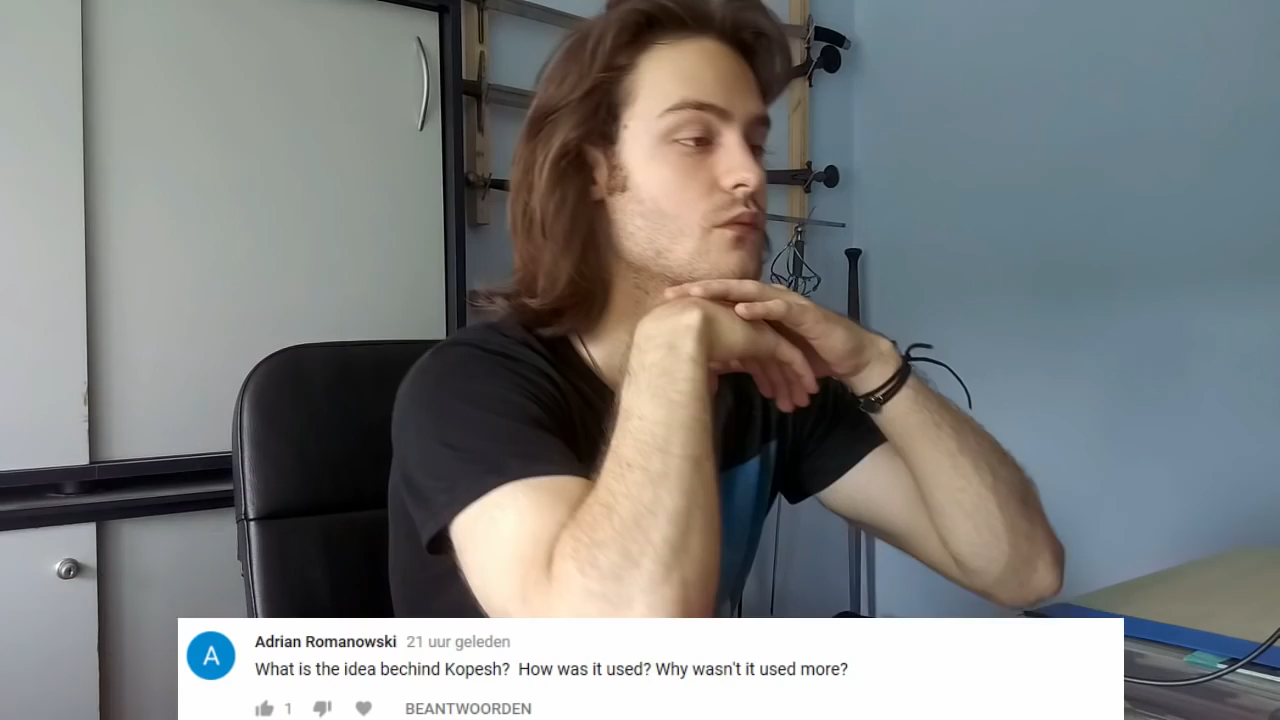 A
Adrian Romanowski 21 uur geleden
What is the idea bechind Kopesh?  How was it used? Why wasn't it used more?
1 BEANTWOORDEN